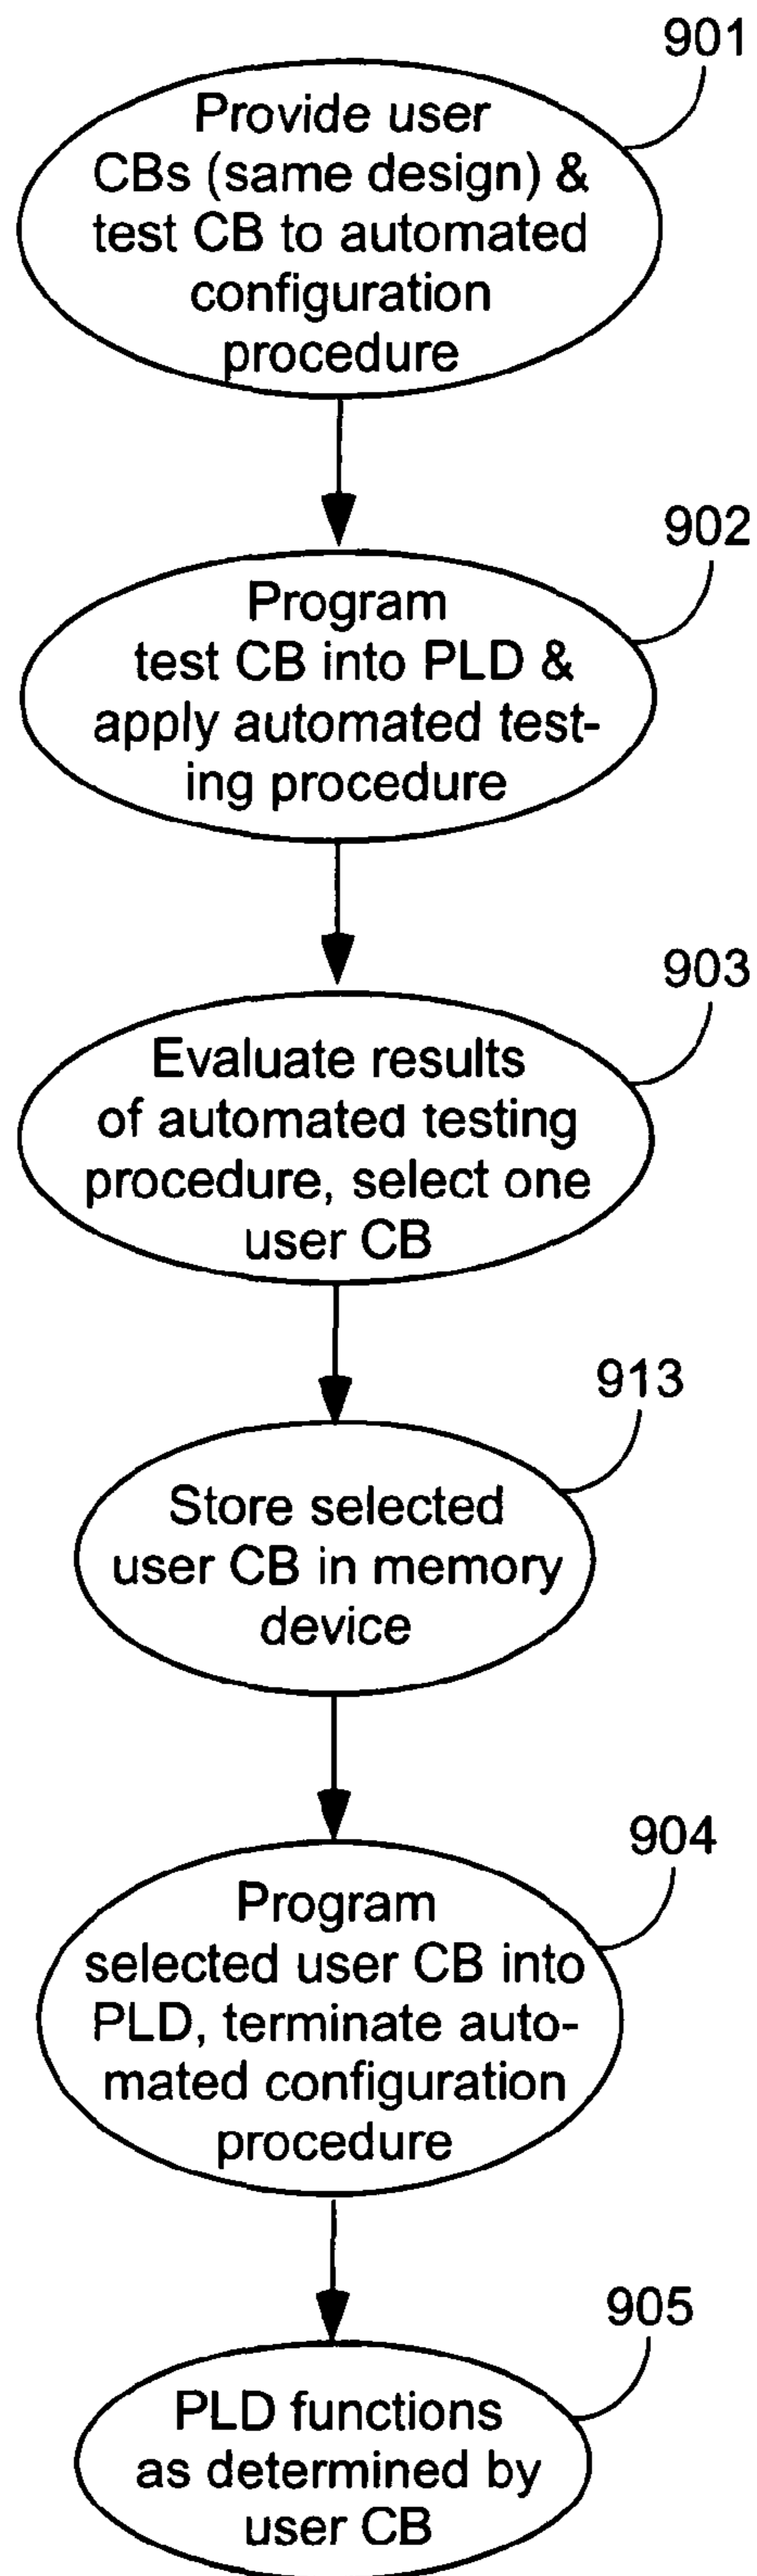 901
Provide user
CBs (same design) &
test CB to automated
configuration
procedure
902
Program
test CB into PLD &
apply automated test-
ing procedure
903
Evaluate results
of automated testing
procedure, select one
user CB
913
Store selected
user CB in memory
device
904
Program
selected user CB into
PLD, terminate auto-
mated configuration
procedure
905
PLD functions
as determined by
user CB